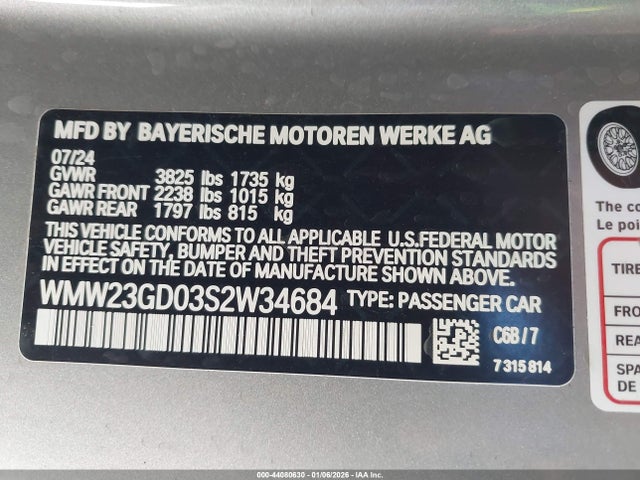 MFD BY BAYERISCHE MOTOREN WERKE AG
07/24
GVWR 3825 lbs 1735 kg
GAWR FRONT 2238 lbs 1015 kg
GAWR REAR 1797 lbs 815 kg
THIS VEHICLE CONFORMS TO ALL APPLICABLE U.S.FEDERAL MOTOR
VEHICLE SAFETY, BUMPER AND THEFT PREVENTION STANDARDS
IN EFFECT ON THE DATE OF MANUFACTURE SHOWN ABOVE.
WMW23GD03S2W34684 TYPE: PASSENGER CAR
C6B/7
7 315 814
The co
Le poi
TIRE
FRO
REA
SPA
DE
000-44080630 - 01/06/2026 - IAA Inc.